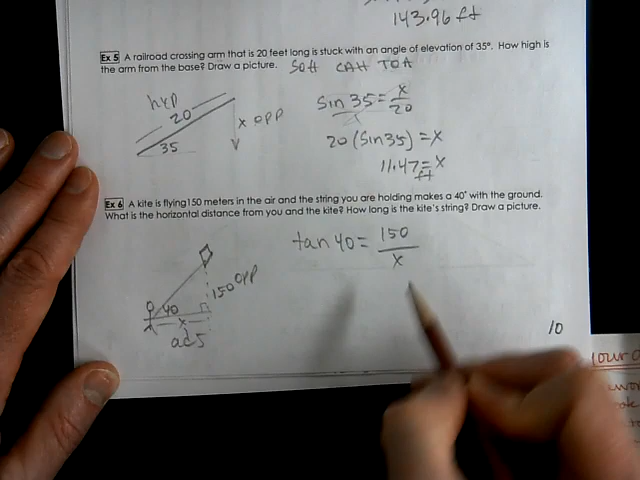 143.96 ft
Ex 5 A railroad crossing arm that is 20 feet long is stuck with an angle of elevation of 35°. How high is
the arm from the base? Draw a picture. SOH CAH TOA
hyp
20
35
x opp
sin 35 = x/20
20 (sin 35) = x
11.47 = x
ft
Ex 6 A kite is flying150 meters in the air and the string you are holding makes a 40° with the ground.
What is the horizontal distance from you and the kite? How long is the kite's string? Draw a picture.
tan 40 = 150/x
150 opp
40
x
adj
10